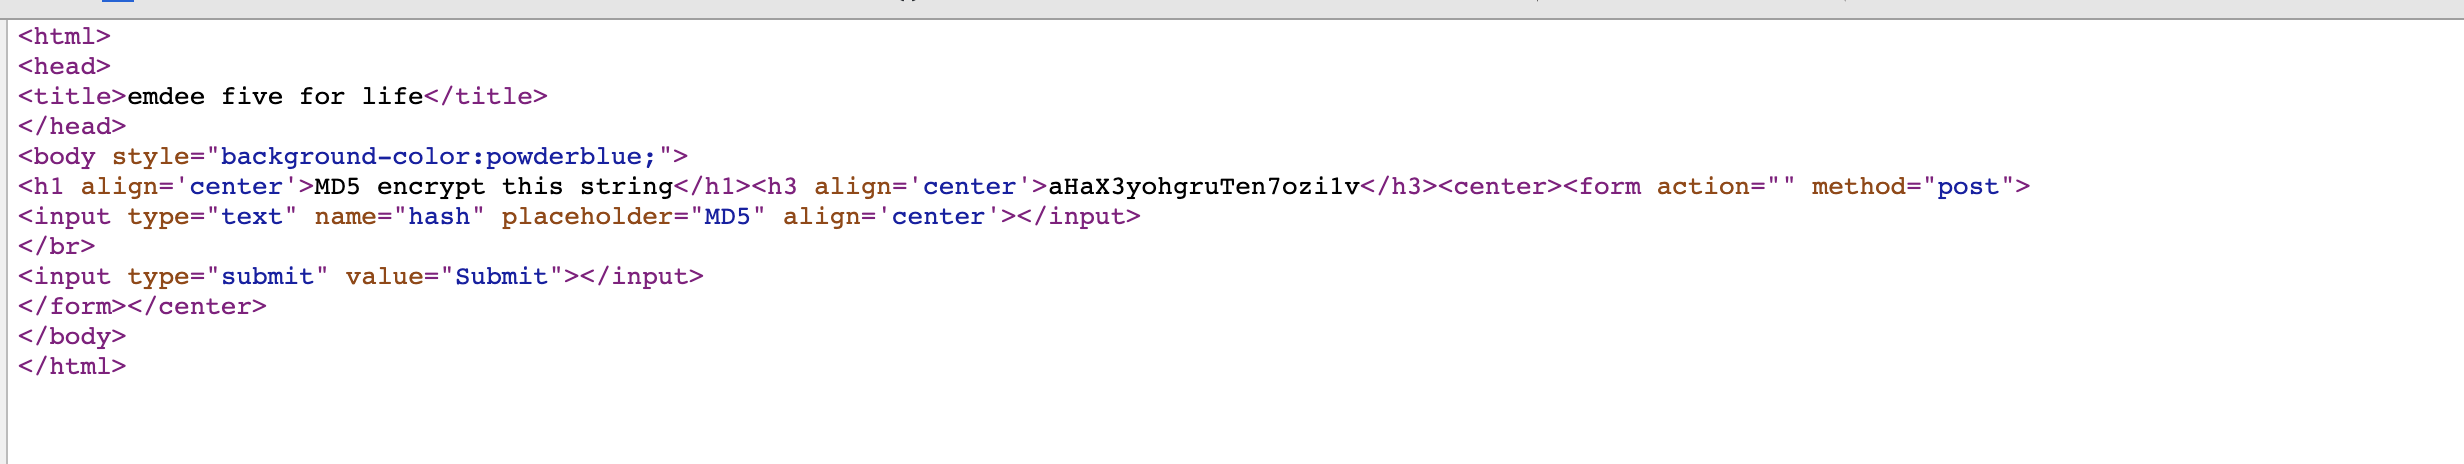 <html>
<head>
<title>emdee five for life</title>
</head>
<body style="background-color:powderblue;">
<h1 align='center'>MD5 encrypt this string</h1><h3 align='center'>aHaX3yohgruTen7ozi1v</h3><center><form action="" method="post">
<input type="text" name="hash" placeholder="MD5" align='center'></input>
</br>
<input type="submit" value="Submit"></input>
</form></center>
</body>
</html>